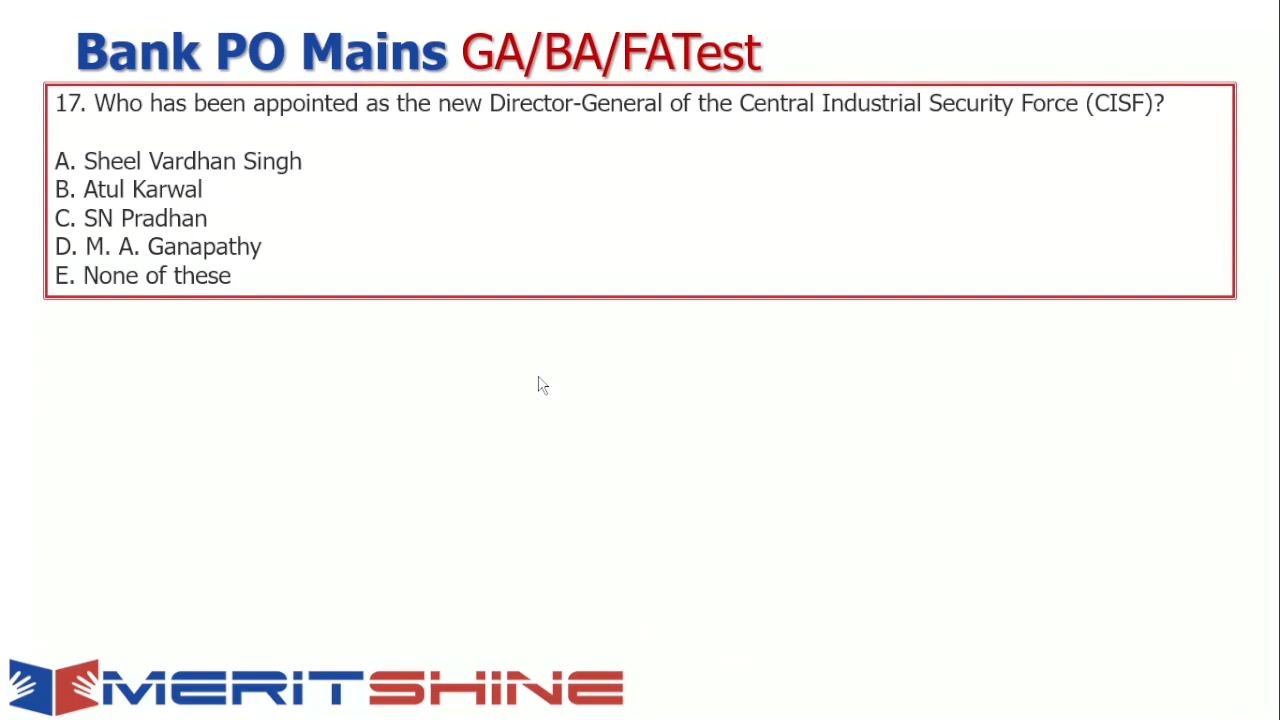 Bank PO Mains GA/BA/FATest
17. Who has been appointed as the new Director-General of the Central Industrial Security Force (CISF)?
A. Sheel Vardhan Singh
B. Atul Karwal
C. SN Pradhan
D. M. A. Ganapathy
E. None of these
MERITSHINE